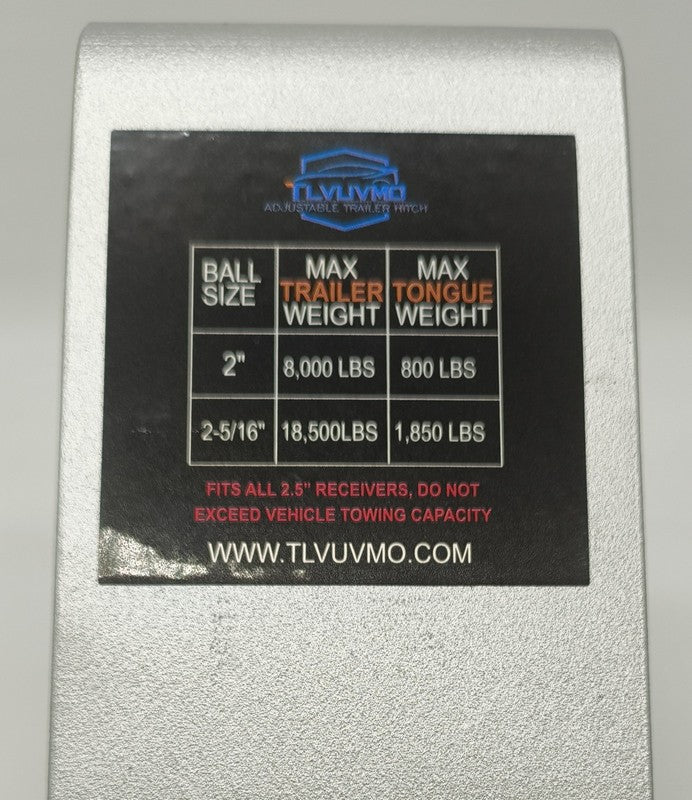 TLVUVMO
ADJUSTABLE TRAILER HITCH
BALL SIZE
MAX TRAILER WEIGHT
MAX TONGUE WEIGHT
2" 8,000 LBS 800 LBS
2-5/16" 18,500LBS 1,850 LBS
FITS ALL 2.5" RECEIVERS, DO NOT
EXCEED VEHICLE TOWING CAPACITY
WWW.TLVUVMO.COM